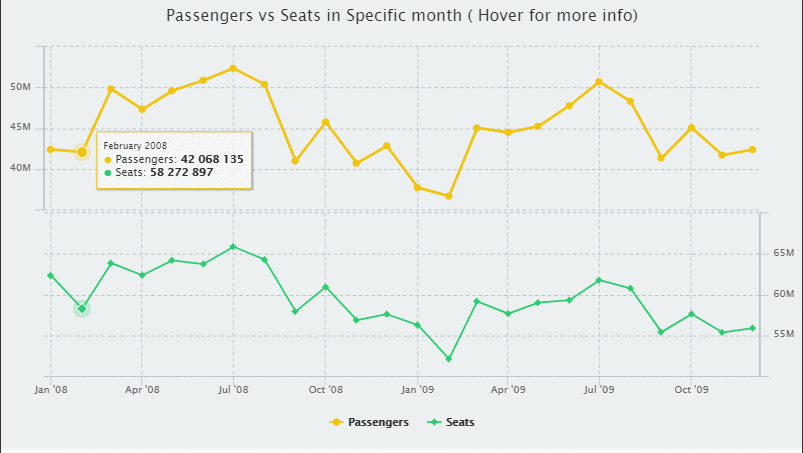 Passengers vs Seats in Specific month ( Hover for more info)
50M
45M
40M
February 2008
Passengers: 42 068 135
Seats: 58 272 897
65M
60M
55M
Jan '08 Apr '08 Jul '08 Oct '08 Jan '09 Apr '09 Jul '09 Oct '09
Passengers Seats